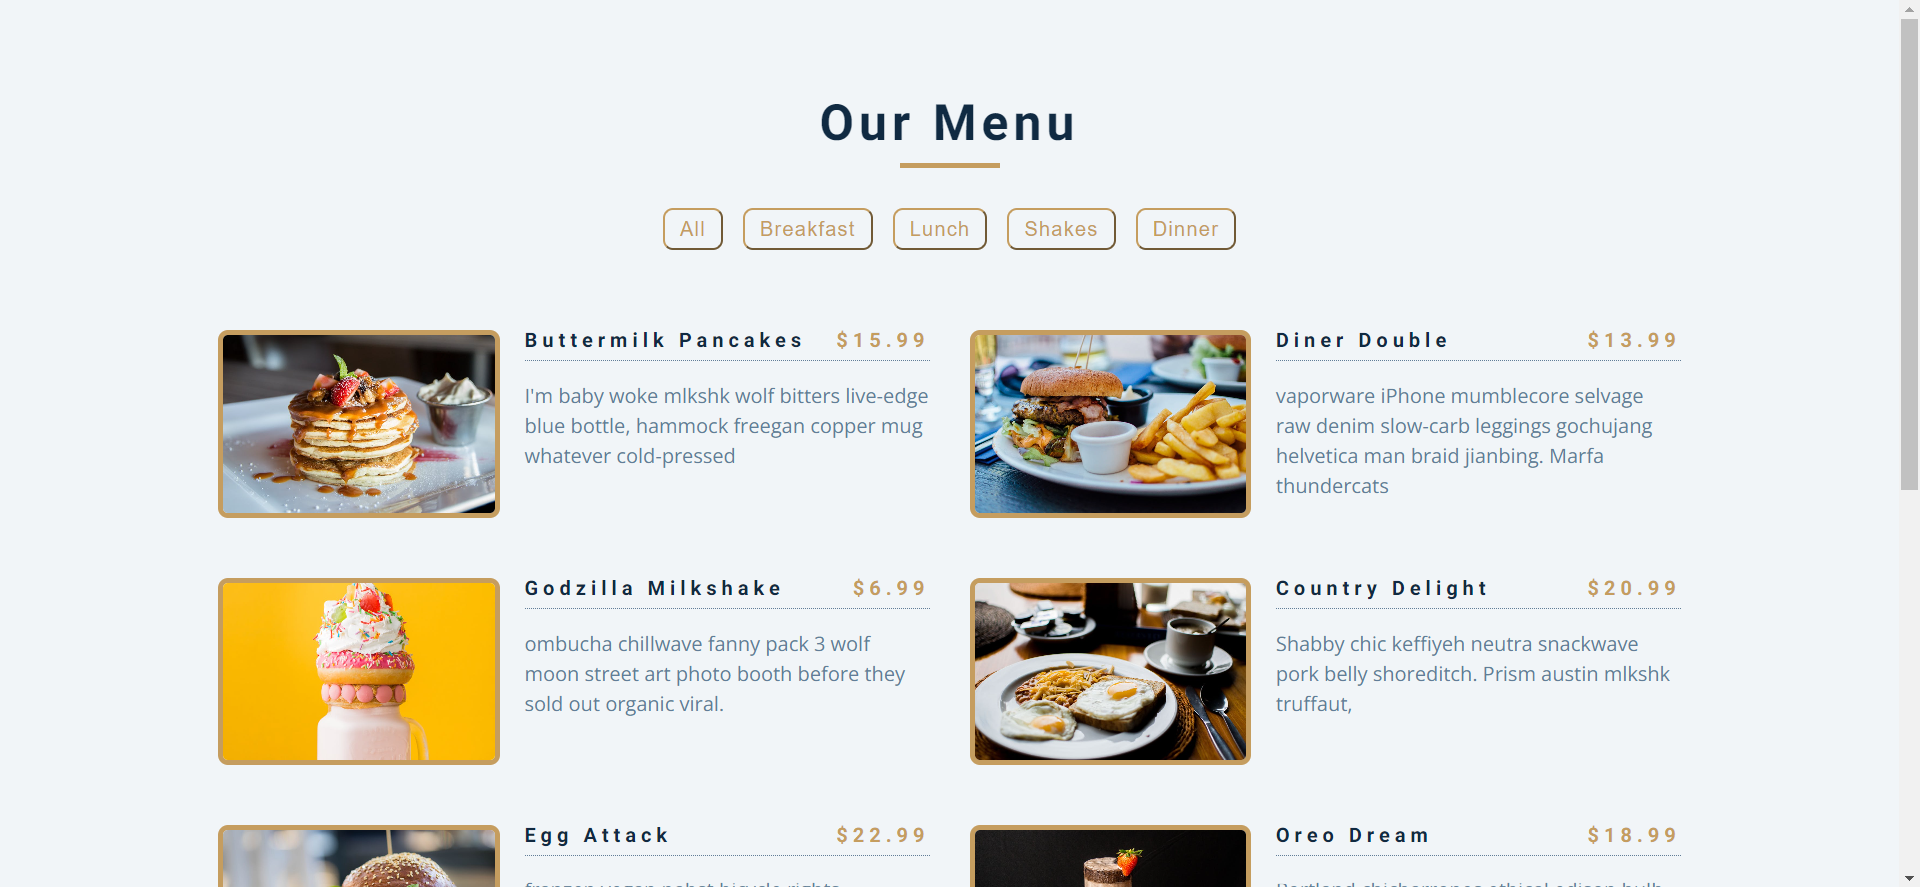 Our Menu
All
Breakfast
Lunch
Shakes
Dinner
Buttermilk Pancakes $15.99
I'm baby woke mlkshk wolf bitters live-edge
blue bottle, hammock freegan copper mug
whatever cold-pressed
Diner Double $13.99
vaporware iPhone mumblecore selvage
raw denim slow-carb leggings gochujang
helvetica man braid jianbing. Marfa
thundercats
Godzilla Milkshake $6.99
ombucha chillwave fanny pack 3 wolf
moon street art photo booth before they
sold out organic viral.
Country Delight $20.99
Shabby chic keffiyeh neutra snackwave
pork belly shoreditch. Prism austin mlkshk
truffaut,
Egg Attack $22.99
Oreo Dream $18.99